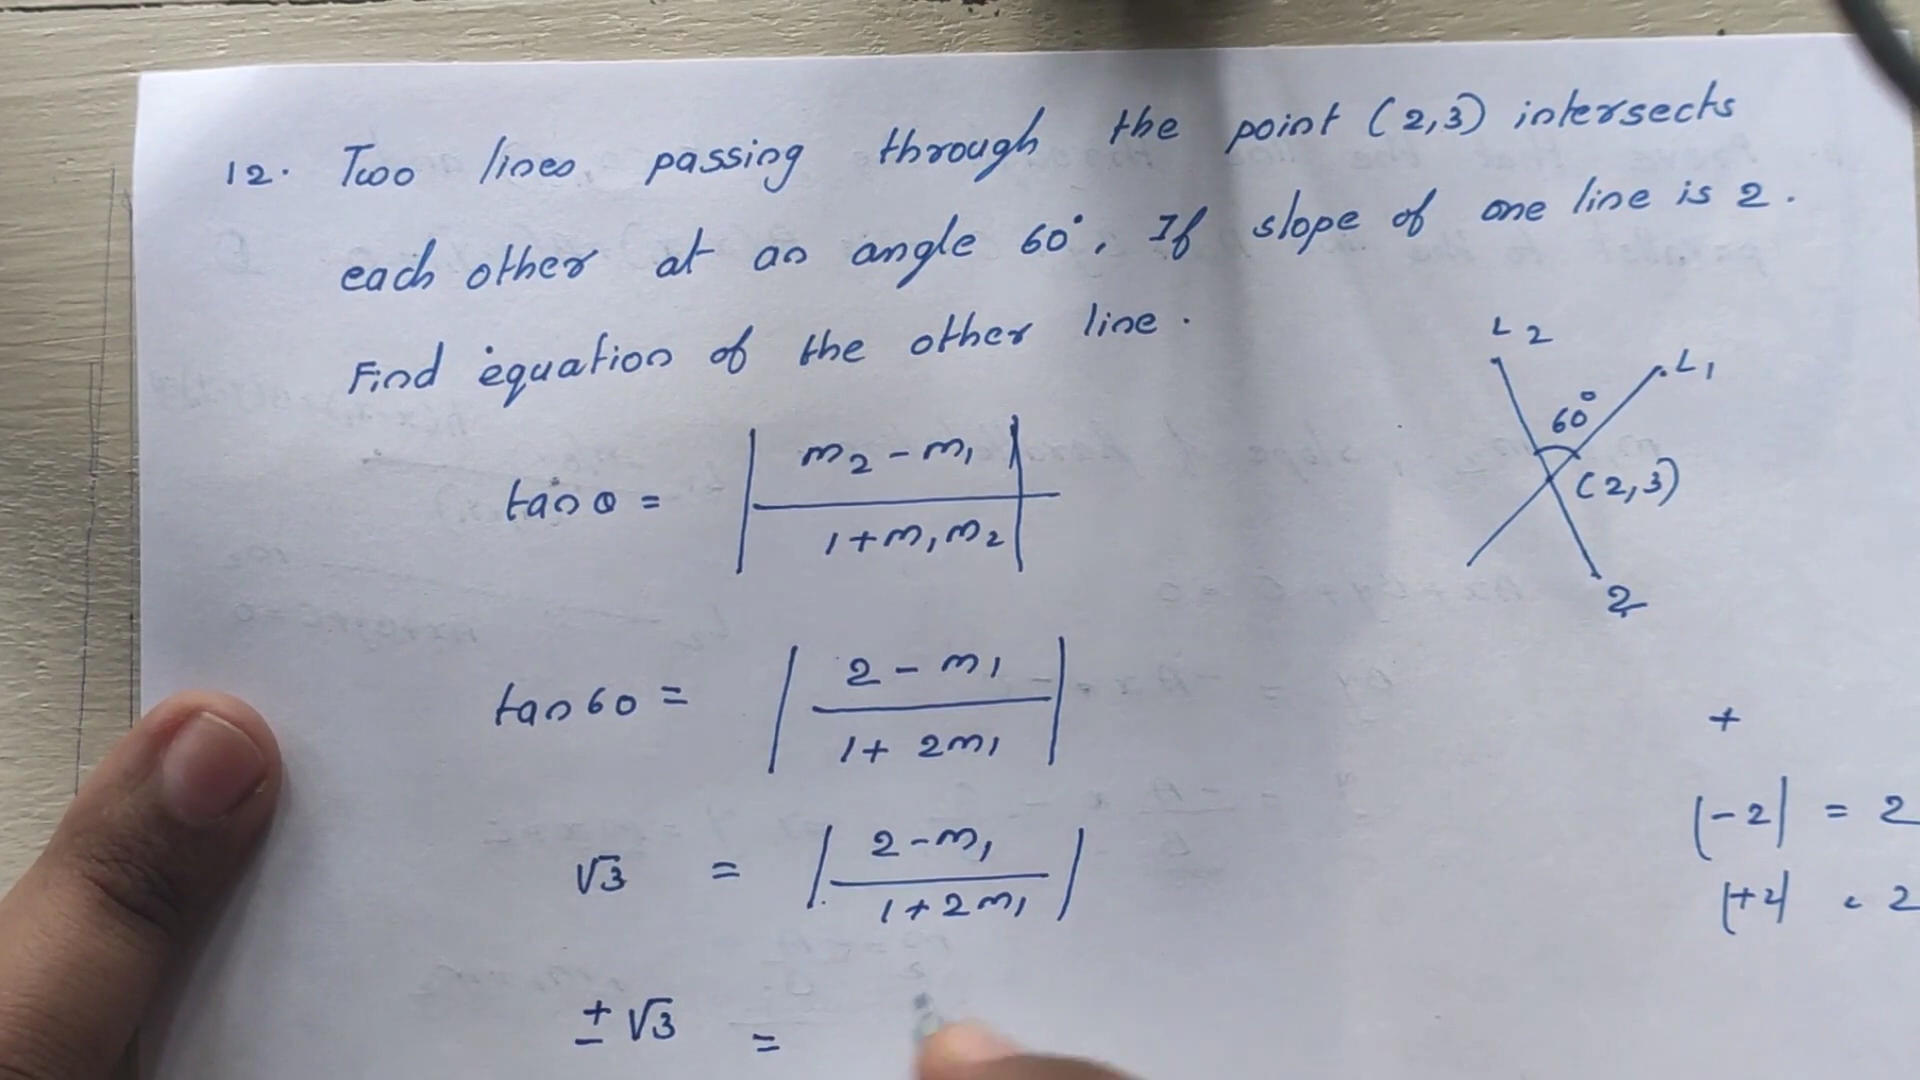 12. Two lines passing through the point (2,3) intersects
each other at an angle 60°. If slope of one line is 2.
Find equation of the other line.
L2
L1
60°
(2,3)
2
tan θ = | m2 - m1 / 1+m1m2 |
tan 60 = | 2 - m1 / 1+ 2m1 |
√3 = | 2-m1 / 1+2m1 |
± √3 =
+
|-2| = 2